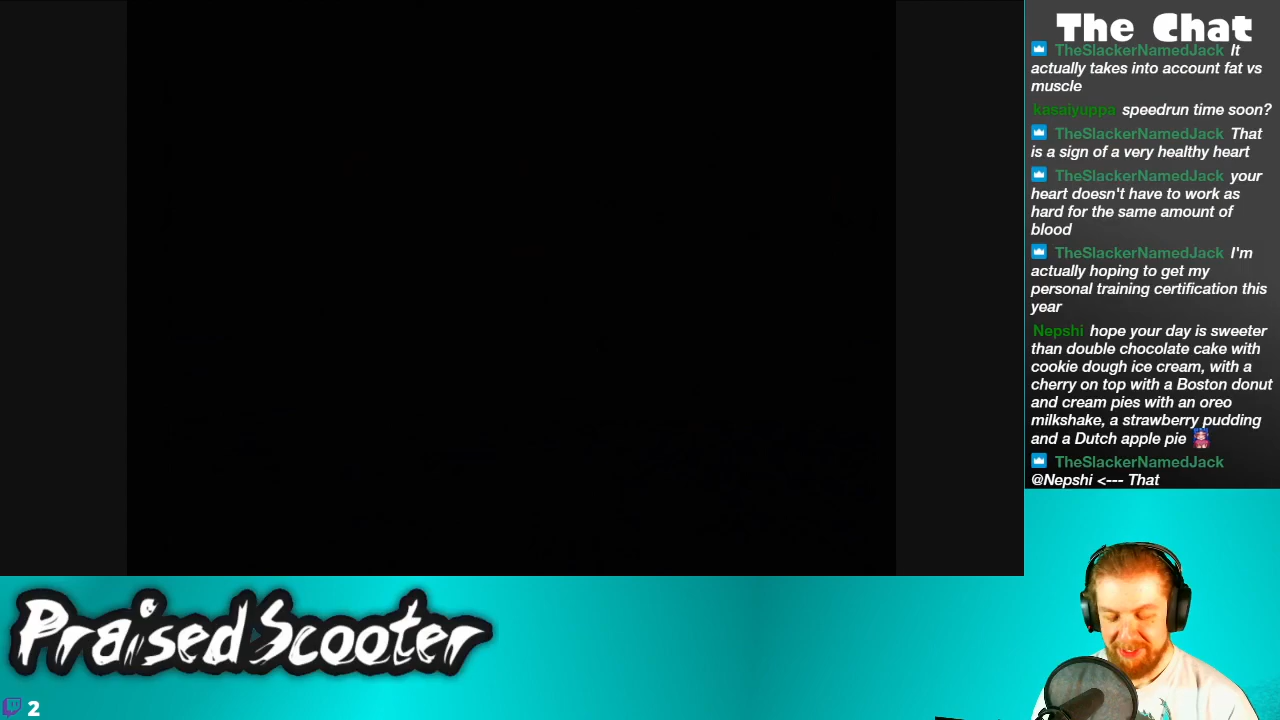 The Chat
TheSlackerNamedJack It
actually takes into account fat vs
muscle
kasaiyuppa speedrun time soon?
TheSlackerNamedJack That
is a sign of a very healthy heart
TheSlackerNamedJack your
heart doesn't have to work as
hard for the same amount of
blood
TheSlackerNamedJack I'm
actually hoping to get my
personal training certification this
year
Nepshi hope your day is sweeter
than double chocolate cake with
cookie dough ice cream, with a
cherry on top with a Boston donut
and cream pies with an oreo
milkshake, a strawberry pudding
and a Dutch apple pie
TheSlackerNamedJack
@Nepshi <--- That
PraisedScooter
2